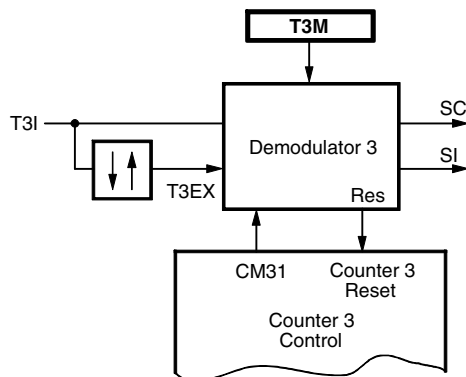 T3M
T3I
Demodulator 3
SC
SI
T3EX
Res
CM31
Counter 3
Reset
Counter 3
Control